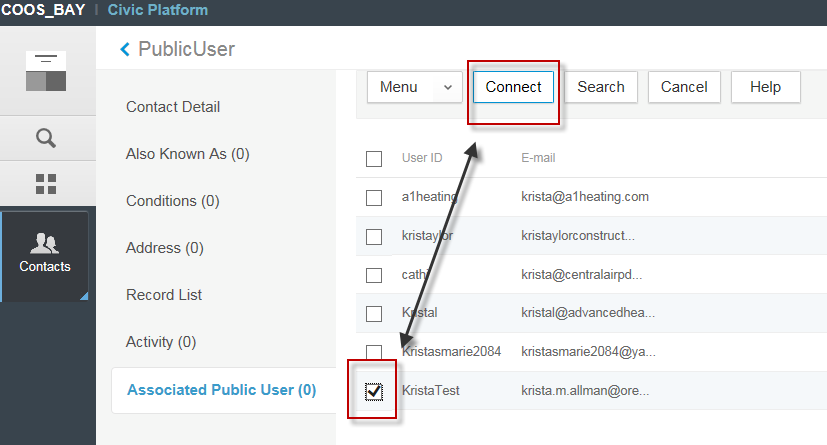 COOS_BAY Civic Platform
PublicUser
Menu Connect Search Cancel Help
Contact Detail
Also Known As (0)
Conditions (0)
Address (0)
Record List
Activity (0)
Associated Public User (0)
Contacts
User ID E-mail
a1heating krista@a1heating.com
kristaylor kristaylorconstruct...
cathi krista@centralairpd...
Kristal kristal@advancedhea...
Kristasmarie2084 kristasmarie2084@ya...
KristaTest krista.m.allman@ore...